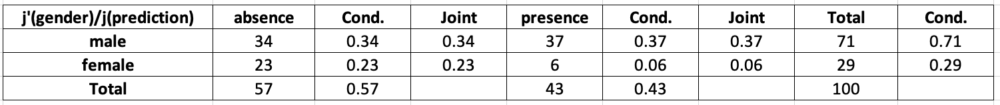 j'(gender)/j(prediction) absence Cond. Joint presence Cond. Joint Total Cond.
male 34 0.34 0.34 37 0.37 0.37 71 0.71
female 23 0.23 0.23 6 0.06 0.06 29 0.29
Total 57 0.57 43 0.43 100